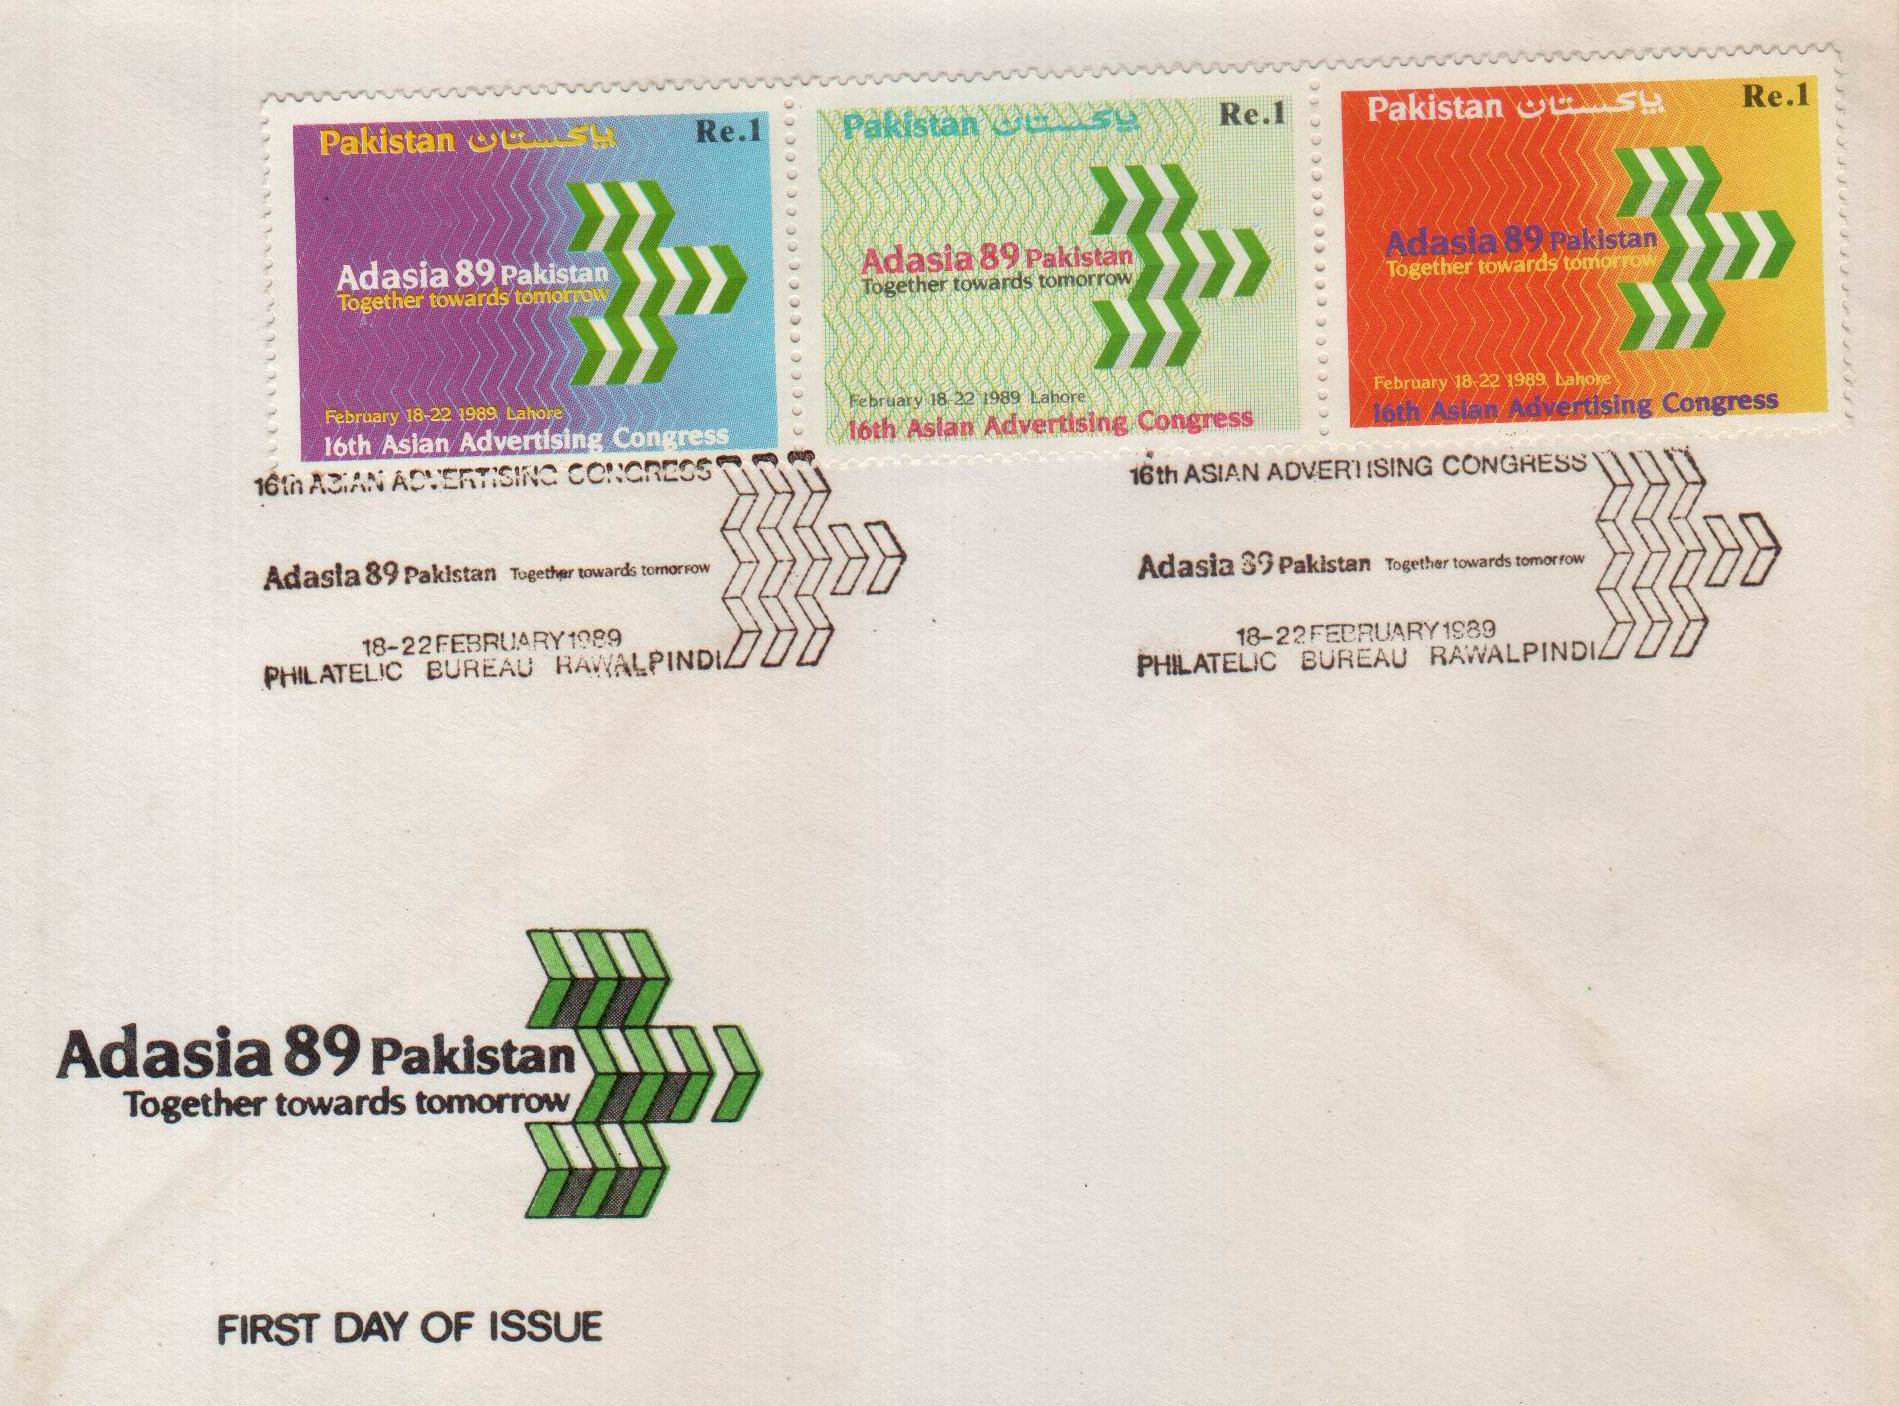 Pakistan پاکستان Re.1
Adasia 89 Pakistan
Together towards tomorrow
February 18-22 1989 Lahore
16th Asian Advertising Congress
Pakistan پاکستان Re.1
Adasia 89 Pakistan
Together towards tomorrow
February 18-22 1989 Lahore
16th Asian Advertising Congress
Pakistan پاکستان Re.1
Adasia 89 Pakistan
Together towards tomorrow
February 18-22 1989 Lahore
16th Asian Advertising Congress
16th ASIAN ADVERTISING CONGRESS
Adasia 89 Pakistan Together towards tomorrow
18-22 FEBRUARY 1989
PHILATELIC BUREAU RAWALPINDI
16th ASIAN ADVERTISING CONGRESS
Adasia 89 Pakistan Together towards tomorrow
18-22 FEBRUARY 1989
PHILATELIC BUREAU RAWALPINDI
Adasia 89 Pakistan
Together towards tomorrow
FIRST DAY OF ISSUE